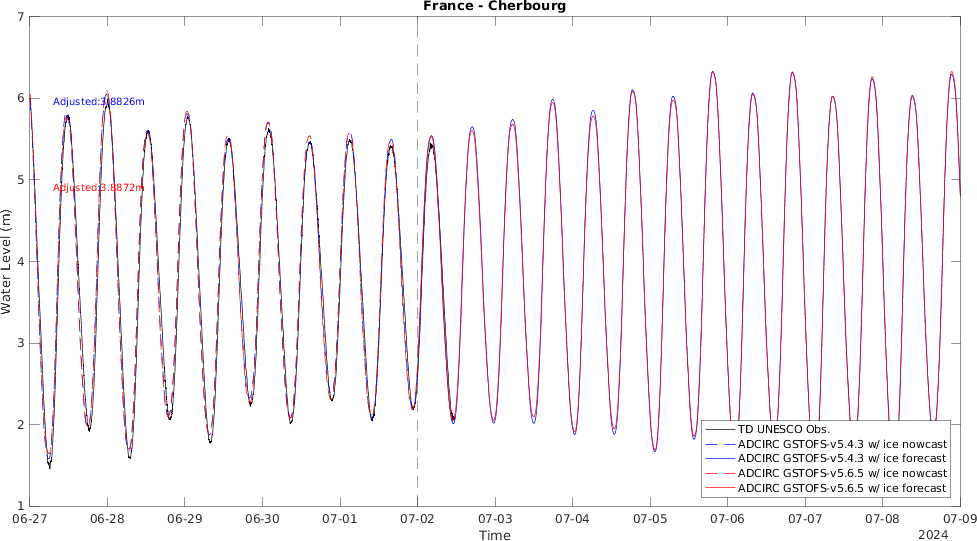 France - Cherbourg
7
6
5
4
3
2
1
Water Level (m)
Adjusted:3.8826m
Adjusted:3.8872m
TD UNESCO Obs.
ADCIRC GSTOFS-v5.4.3 w/ ice nowcast
ADCIRC GSTOFS-v5.4.3 w/ ice forecast
ADCIRC GSTOFS-v5.6.5 w/ ice nowcast
ADCIRC GSTOFS-v5.6.5 w/ ice forecast
06-27 06-28 06-29 06-30 07-01 07-02 07-03 07-04 07-05 07-06 07-07 07-08 07-09
Time
2024